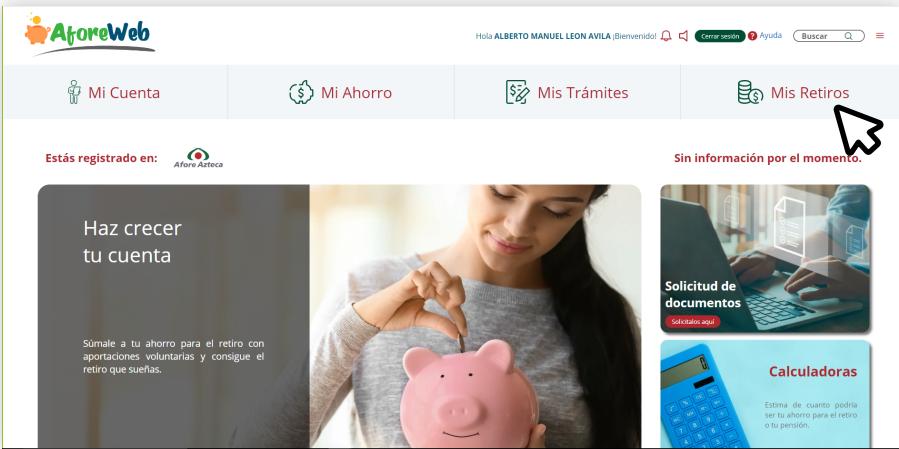 AforeWeb
Hola ALBERTO MANUEL LEON AVILA ¡Bienvenido!
Cerrar sesión
? Ayuda
Buscar
Mi Cuenta
Mi Ahorro
Mis Trámites
Mis Retiros
Estás registrado en:
Afore Azteca
Sin información por el momento.
Haz crecer
tu cuenta
Súmale a tu ahorro para el retiro con
aportaciones voluntarias y consigue el
retiro que sueñas.
Solicitud de
documentos
Solicítalos aquí
Calculadoras
Estima de cuanto podría
ser tu ahorro para el retiro
o tu pensión.